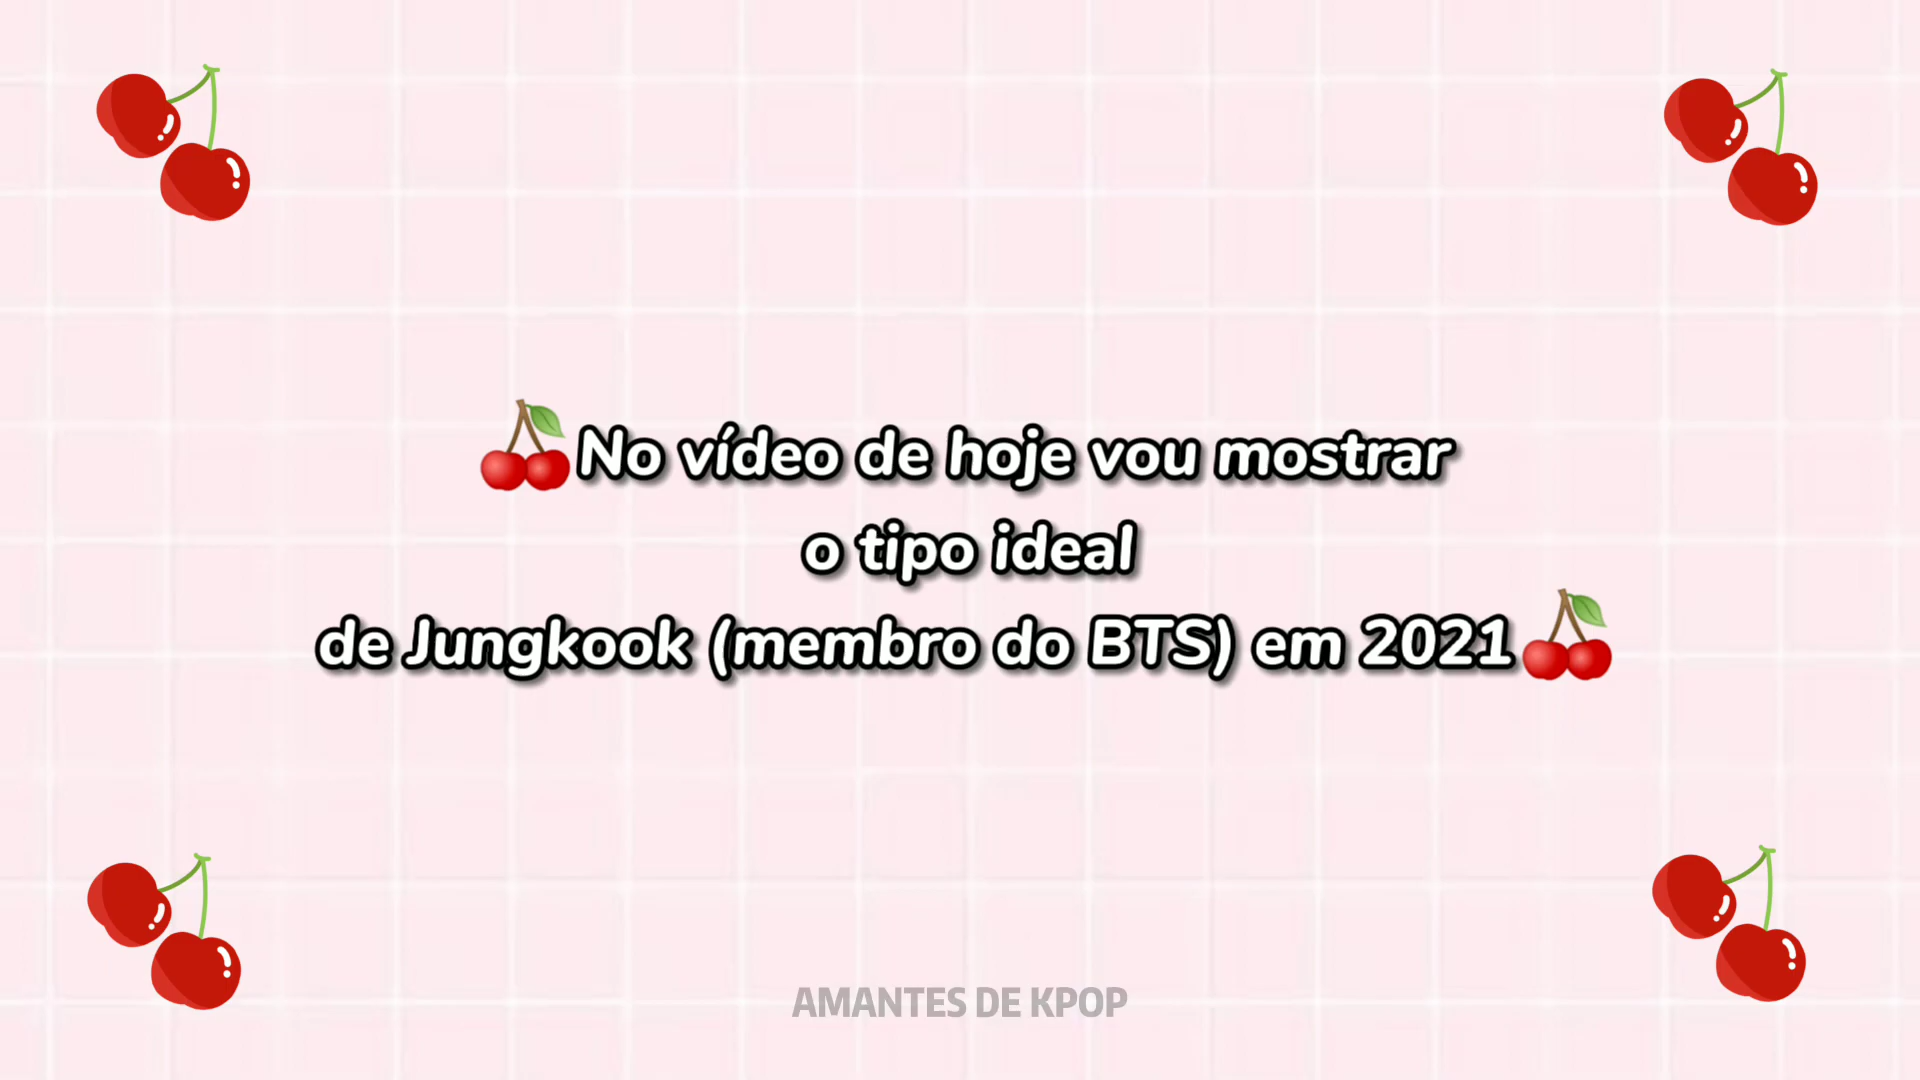 🍒No vídeo de hoje vou mostrar
o tipo ideal
de Jungkook (membro do BTS) em 2021🍒
AMANTES DE KPOP